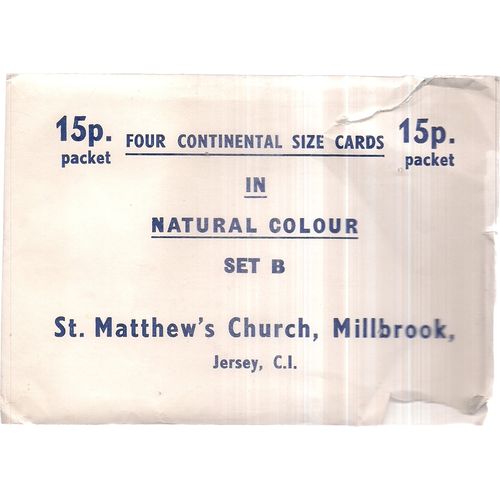 15p. FOUR CONTINENTAL SIZE CARDS 15p.
packet packet
IN
NATURAL COLOUR
SET B
St. Matthew's Church, Millbrook,
Jersey, C.I.